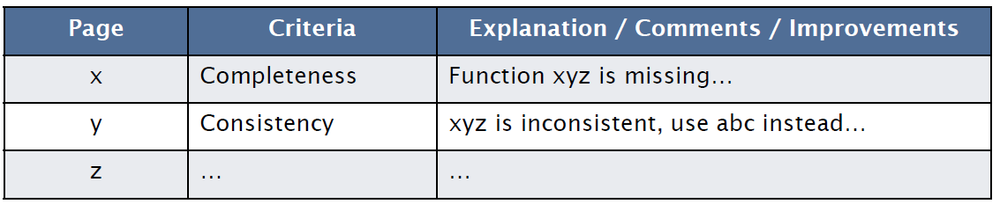 Page Criteria Explanation / Comments / Improvements
x Completeness Function xyz is missing…
y Consistency xyz is inconsistent, use abc instead…
z … …